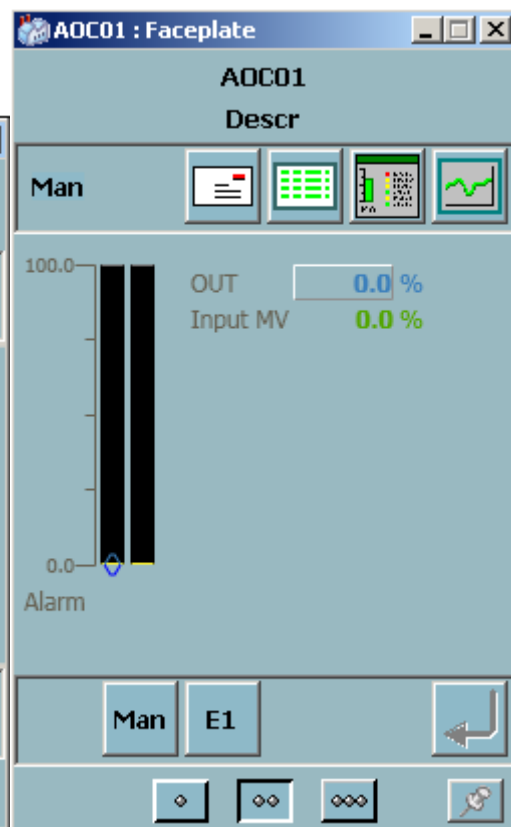 AOC01 : Faceplate
AOC01
Descr
Man
100.0
OUT 0.0 %
Input MV 0.0 %
0.0
Alarm
Man E1